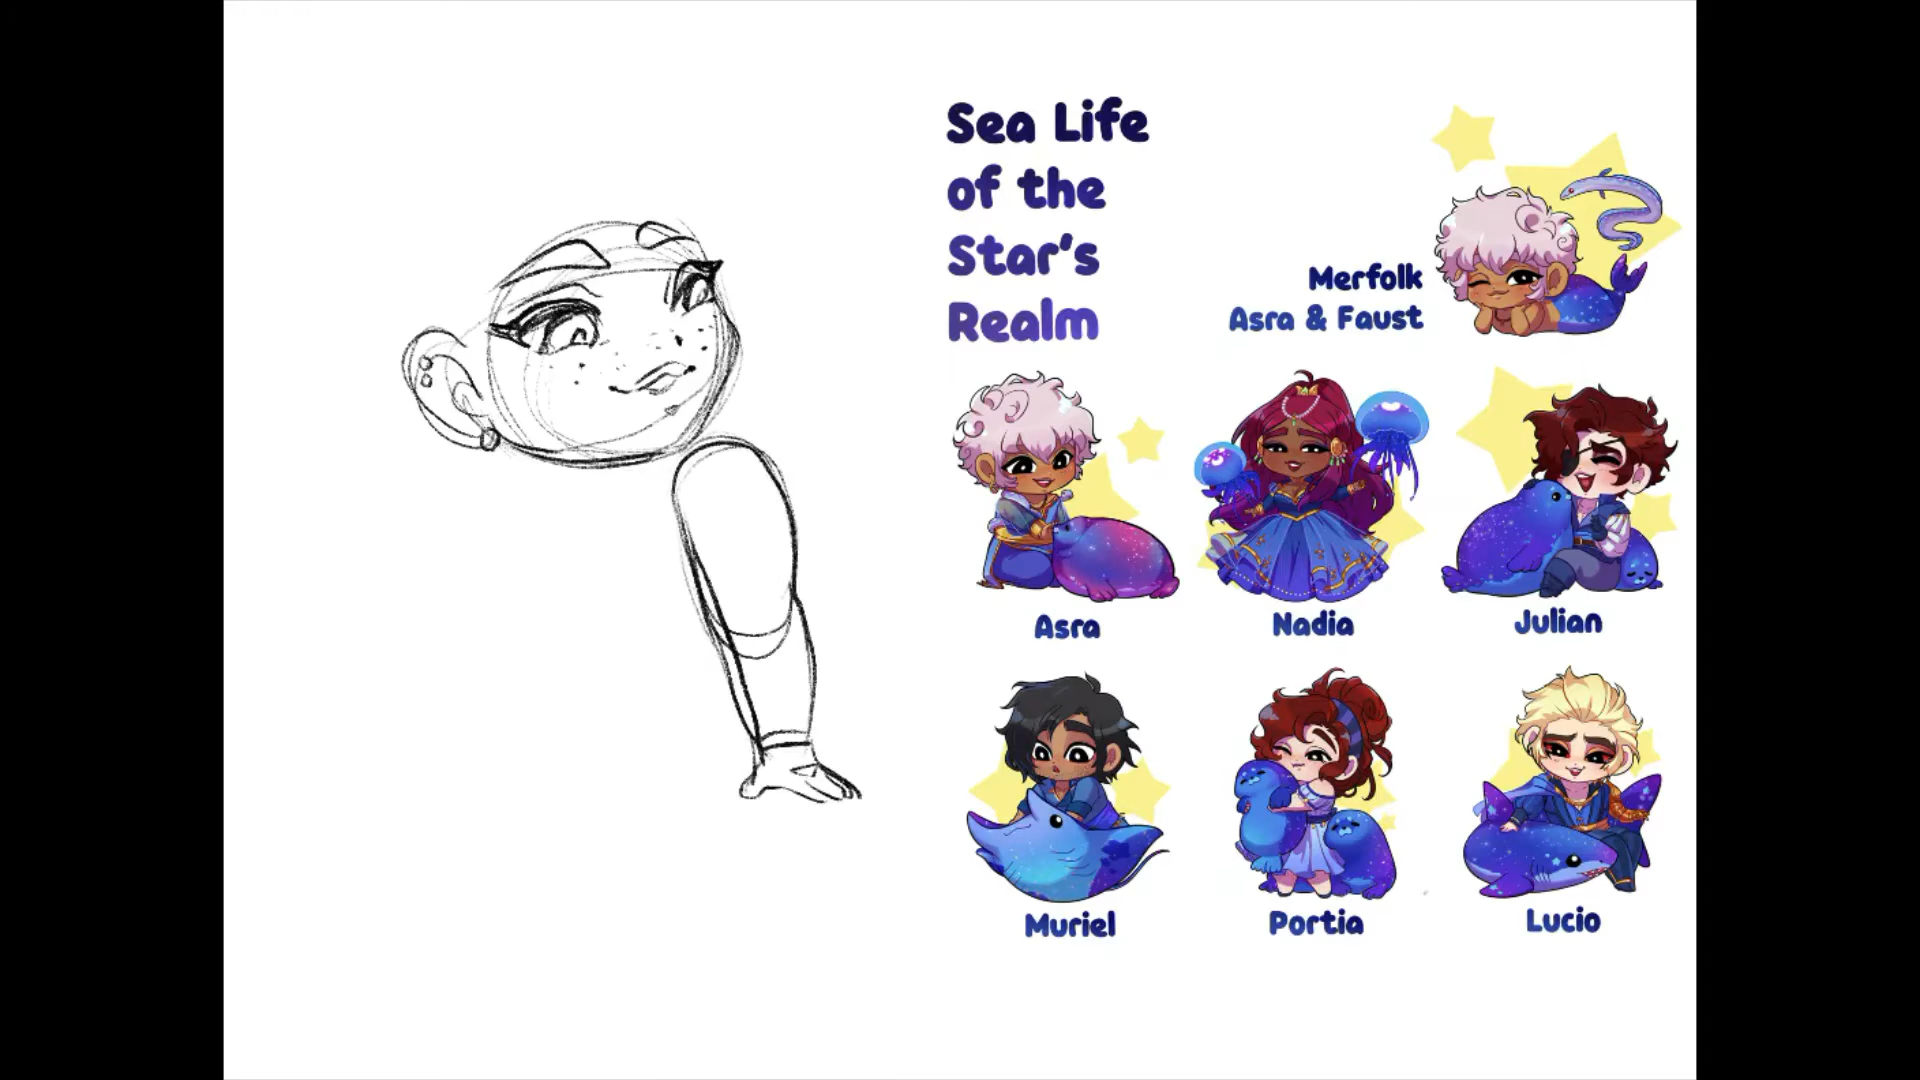 Sea Life
of the
Star's
Realm
Merfolk
Asra & Faust
Asra
Nadia
Julian
Muriel
Portia
Lucio